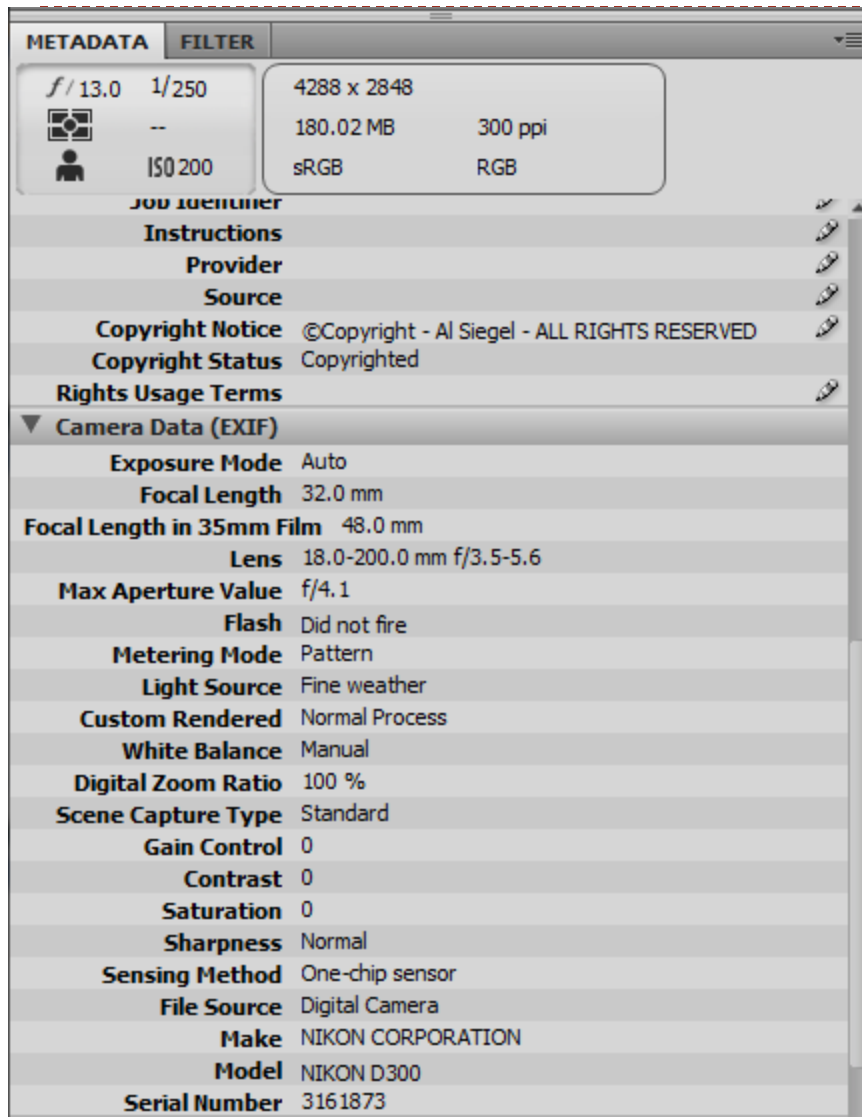 METADATA FILTER
f/13.0 1/250 4288 x 2848
-- 180.02 MB 300 ppi
ISO 200 sRGB RGB
Job Identifier
Instructions
Provider
Source
Copyright Notice ©Copyright - Al Siegel - ALL RIGHTS RESERVED
Copyright Status Copyrighted
Rights Usage Terms
Camera Data (EXIF)
Exposure Mode Auto
Focal Length 32.0 mm
Focal Length in 35mm Film 48.0 mm
Lens 18.0-200.0 mm f/3.5-5.6
Max Aperture Value f/4.1
Flash Did not fire
Metering Mode Pattern
Light Source Fine weather
Custom Rendered Normal Process
White Balance Manual
Digital Zoom Ratio 100 %
Scene Capture Type Standard
Gain Control 0
Contrast 0
Saturation 0
Sharpness Normal
Sensing Method One-chip sensor
File Source Digital Camera
Make NIKON CORPORATION
Model NIKON D300
Serial Number 3161873